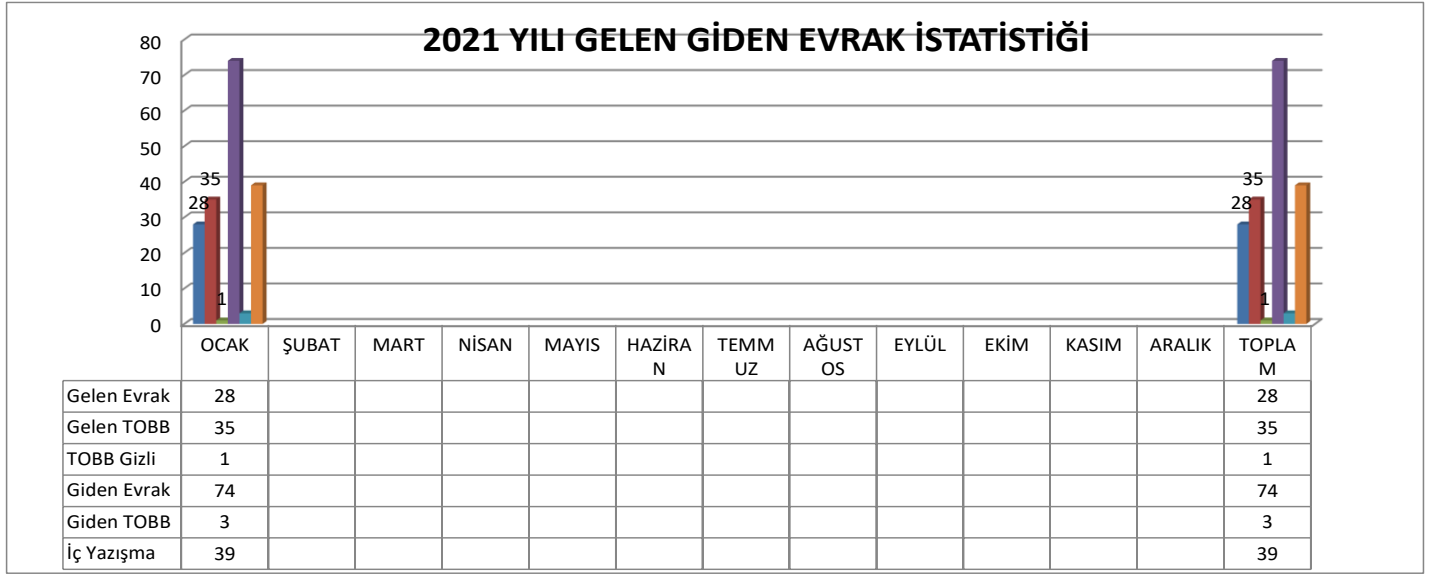 2021 YILI GELEN GİDEN EVRAK İSTATİSTİĞİ
80
70
60
50
40
30
20
10
0
28
35
1
28
35
1
OCAK ŞUBAT MART NİSAN MAYIS HAZİRA TEMM AĞUST EYLÜL EKİM KASIM ARALIK TOPLA
N UZ OS M
Gelen Evrak 28 28
Gelen TOBB 35 35
TOBB Gizli 1 1
Giden Evrak 74 74
Giden TOBB 3 3
İç Yazışma 39 39